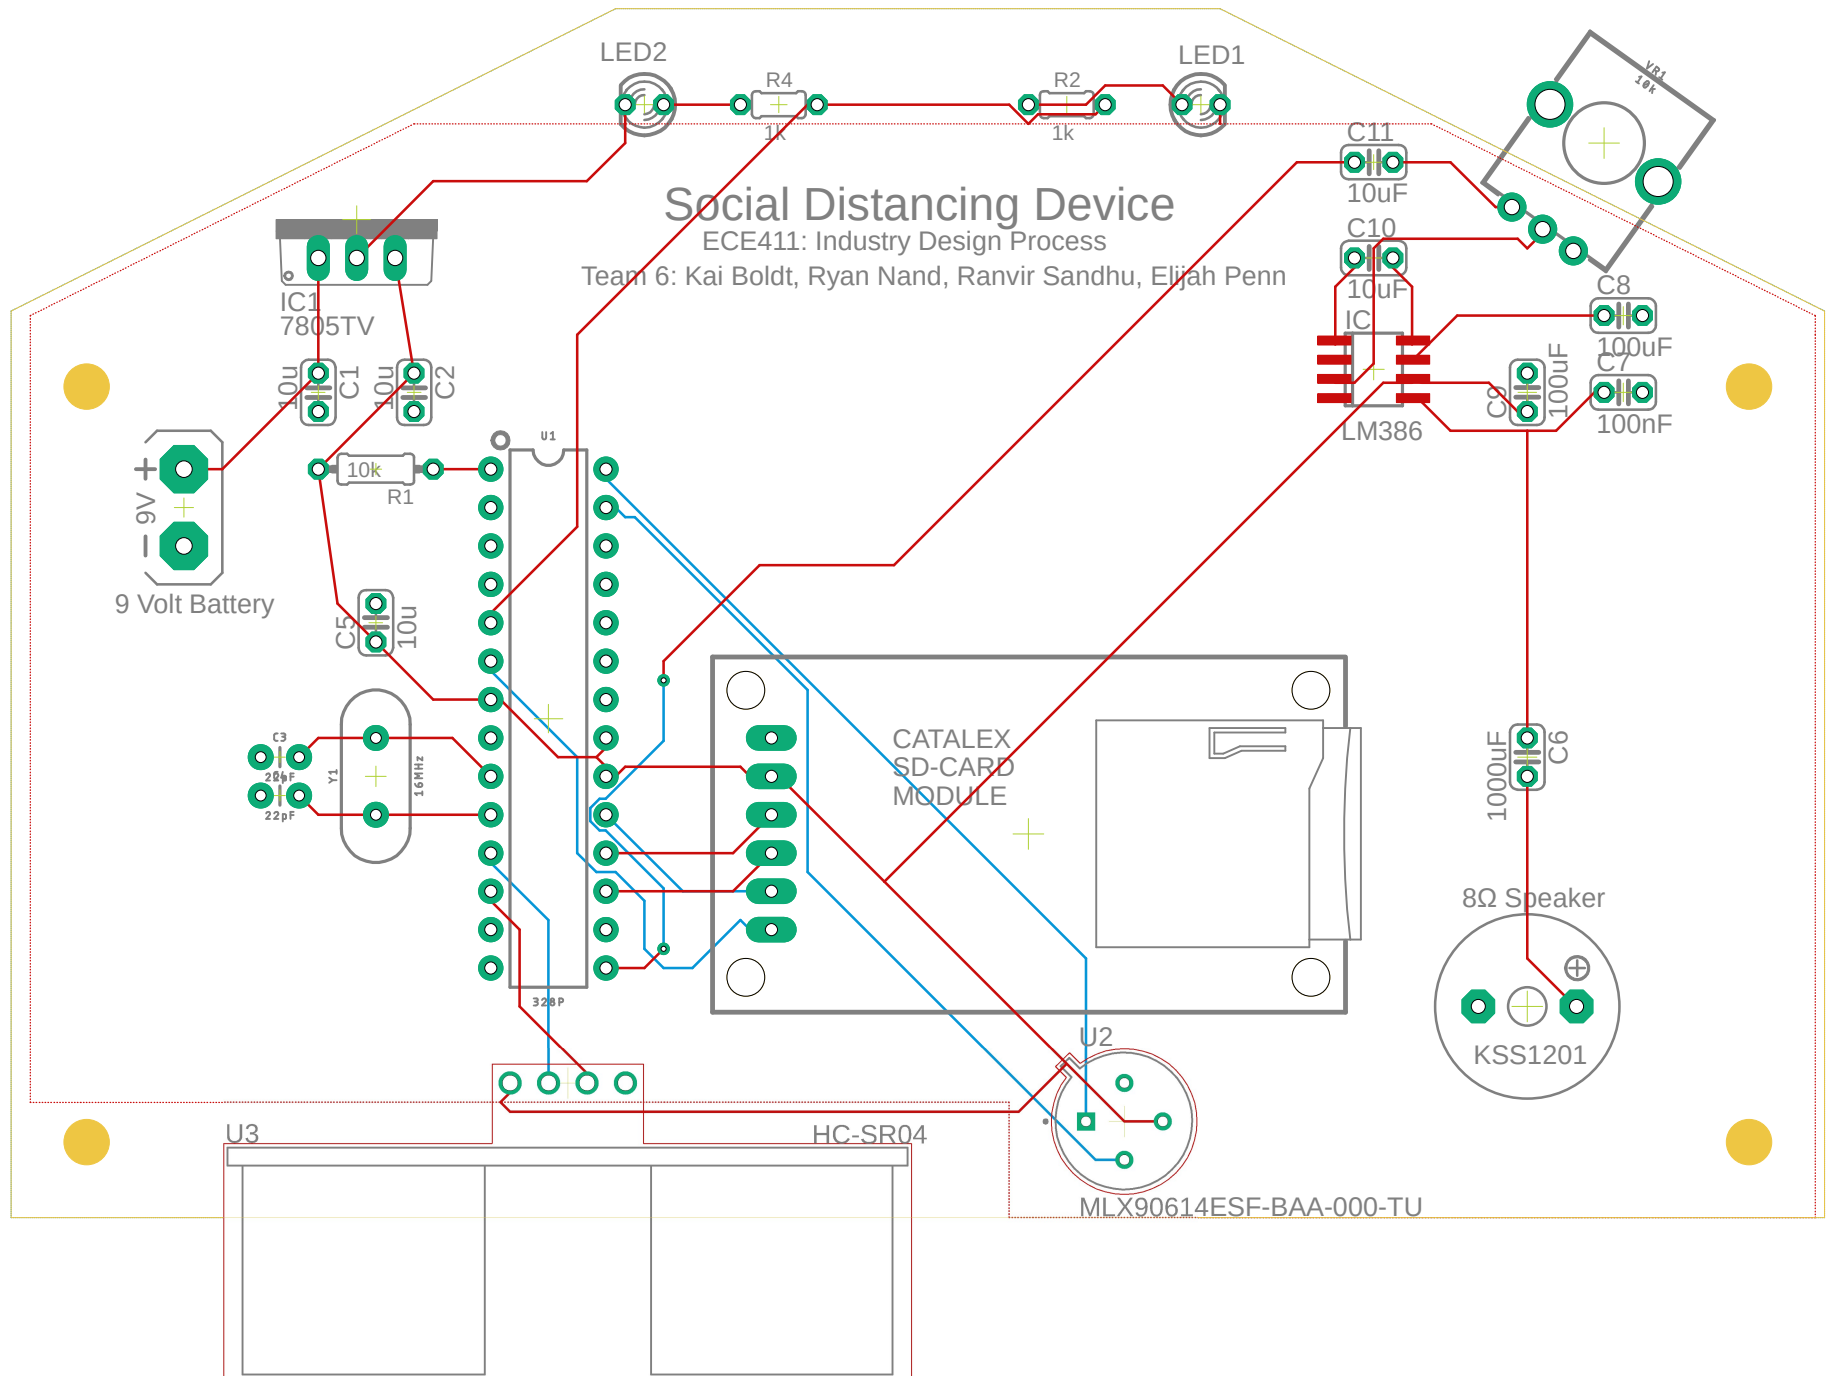 LED2
R4
1k
R2
1k
LED1
VR1
10k
C11
10uF
Social Distancing Device
ECE411: Industry Design Process
Team 6: Kai Boldt, Ryan Nand, Ranvir Sandhu, Elijah Penn
C10
10uF
IC
LM386
C8
100uF
C7
100nF
C9
100uF
IC1
7805TV
10u
C1
10u
C2
+
9V
−
9 Volt Battery
10k
R1
U1
C5
10u
C3
22pF
22pF
Y1
16MHz
328P
CATALEX
SD-CARD
MODULE
1000uF
C6
8Ω Speaker
KSS1201
U2
MLX90614ESF-BAA-000-TU
U3
HC-SR04